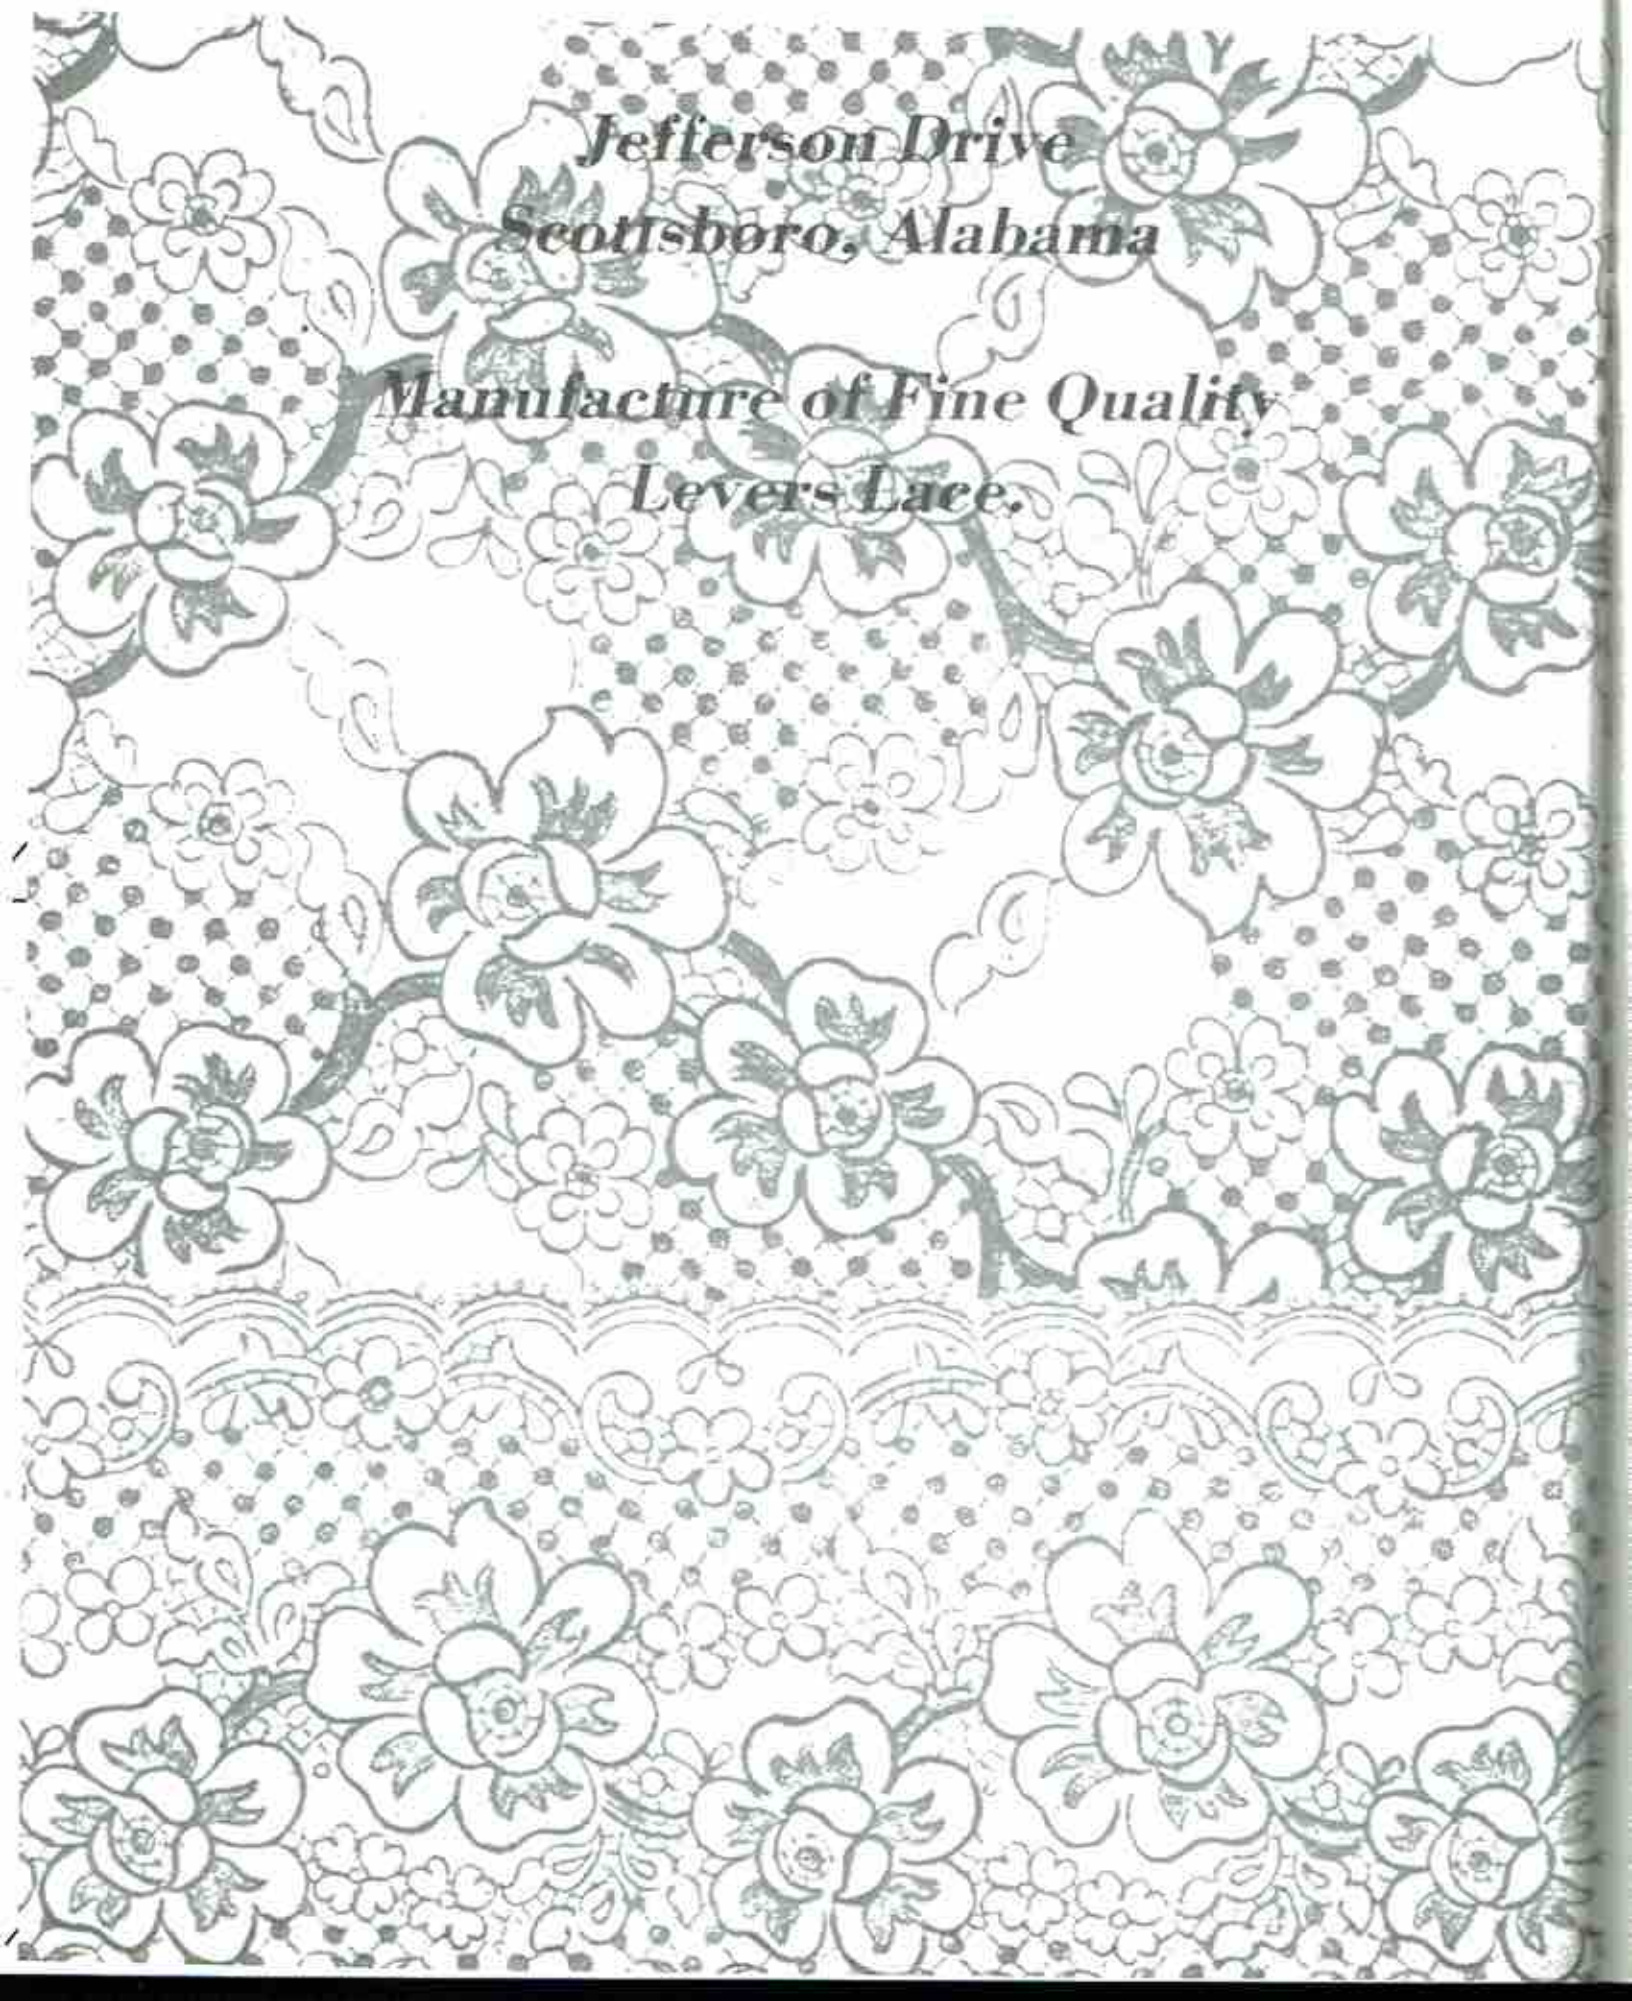 Jefferson Drive
Scottsboro, Alabama
Manufacture of Fine Quality
Levers Lace.